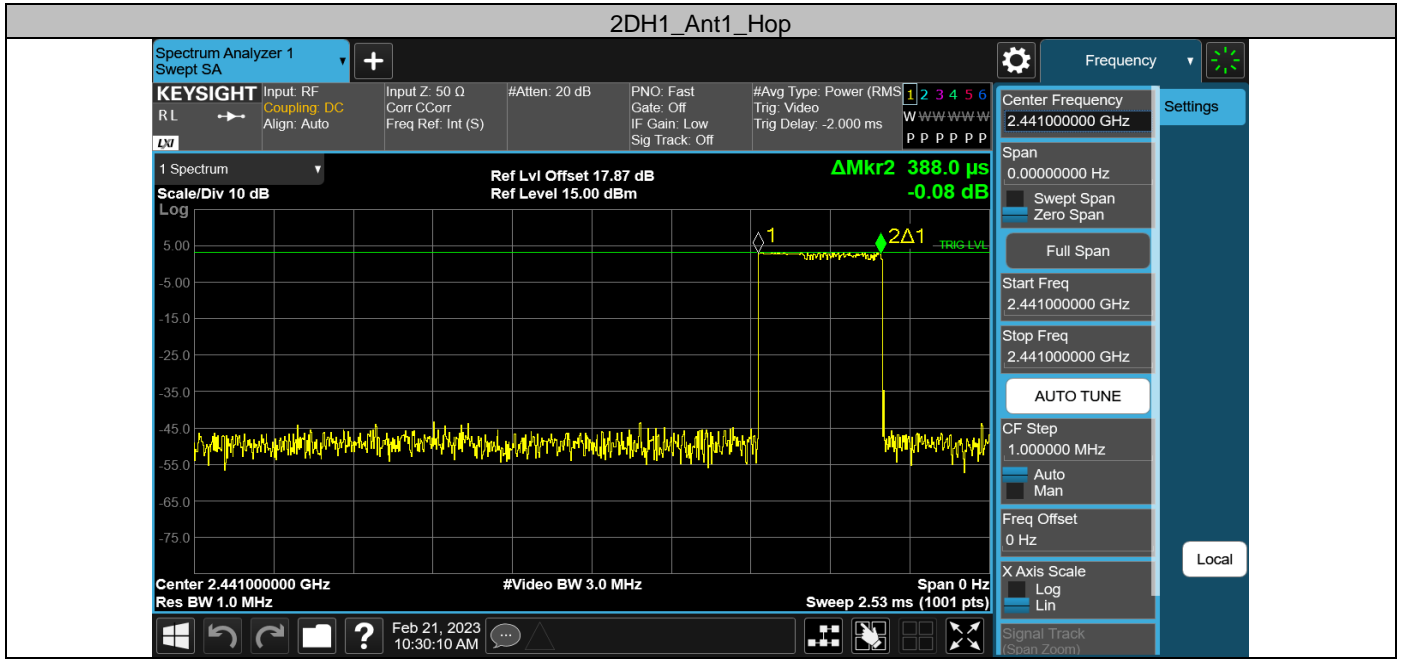 2DH1_Ant1_Hop
Spectrum Analyzer 1
Swept SA
Frequency
KEYSIGHT
Input: RF
Input Z: 50 Ω
#Atten: 20 dB
PNO: Fast
#Avg Type: Power (RMS
1 2 3 4 5 6
R L
Coupling: DC
Corr CCorr
Gate: Off
Trig: Video
W W W W W W
Align: Auto
Freq Ref: Int (S)
IF Gain: Low
Trig Delay: -2.000 ms
P P P P P P
LXI
Sig Track: Off
Center Frequency
2.441000000 GHz
Settings
1 Spectrum
Ref Lvl Offset 17.87 dB
ΔMkr2 388.0 µs
Scale/Div 10 dB
Ref Level 15.00 dBm
-0.08 dB
Log
1
2Δ1
TRIG LVL
5.00
-5.00
-15.0
-25.0
-35.0
-45.0
-55.0
-65.0
-75.0
Center 2.441000000 GHz
#Video BW 3.0 MHz
Span 0 Hz
Res BW 1.0 MHz
Sweep 2.53 ms (1001 pts)
Span
0.00000000 Hz
Swept Span
Zero Span
Full Span
Start Freq
2.441000000 GHz
Stop Freq
2.441000000 GHz
AUTO TUNE
CF Step
1.000000 MHz
Auto
Man
Freq Offset
0 Hz
X Axis Scale
Log
Lin
Signal Track
(Span Zoom)
Local
?
Feb 21, 2023
10:30:10 AM